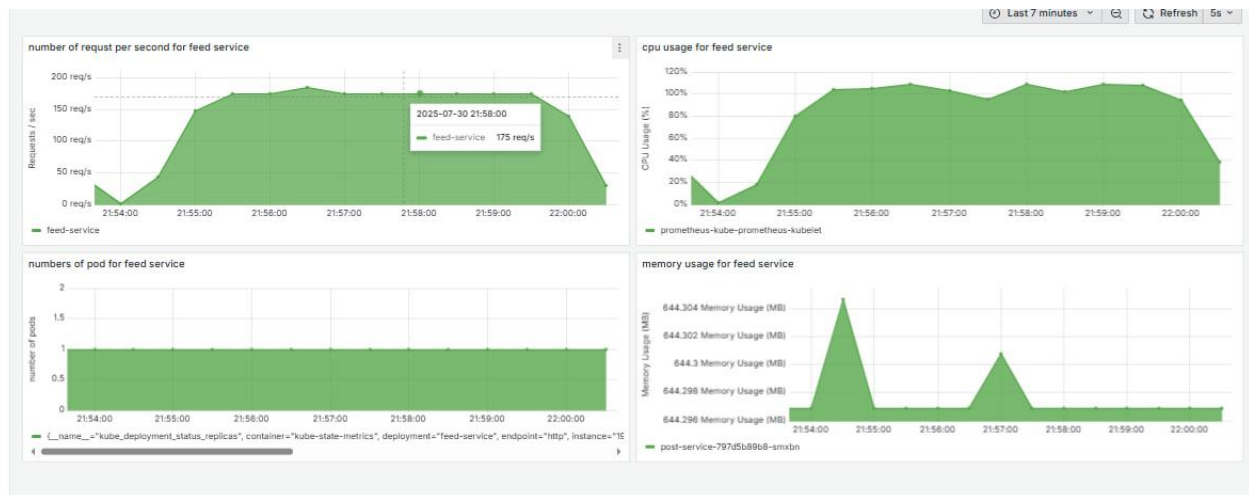 Last 7 minutes
Refresh 5s
number of requst per second for feed service
200 req/s
150 req/s
100 req/s
50 req/s
0 req/s
Requests / sec
21:54:00 21:55:00 21:56:00 21:57:00 21:58:00 21:59:00 22:00:00
2025-07-30 21:58:00
feed-service 175 req/s
feed-service
cpu usage for feed service
120%
100%
80%
60%
40%
20%
0%
CPU Usage (%)
21:54:00 21:55:00 21:56:00 21:57:00 21:58:00 21:59:00 22:00:00
prometheus-kube-prometheus-kubelet
numbers of pod for feed service
2
1.5
1
0.5
0
number of pods
21:54:00 21:55:00 21:56:00 21:57:00 21:58:00 21:59:00 22:00:00
{__name__="kube_deployment_status_replicas", container="kube-state-metrics", deployment="feed-service", endpoint="http", instance="19
memory usage for feed service
644.304 Memory Usage (MB)
644.302 Memory Usage (MB)
644.3 Memory Usage (MB)
644.298 Memory Usage (MB)
644.296 Memory Usage (MB)
Memory Usage (MB)
21:54:00 21:55:00 21:56:00 21:57:00 21:58:00 21:59:00 22:00:00
post-service-797d5b89b8-smxbn